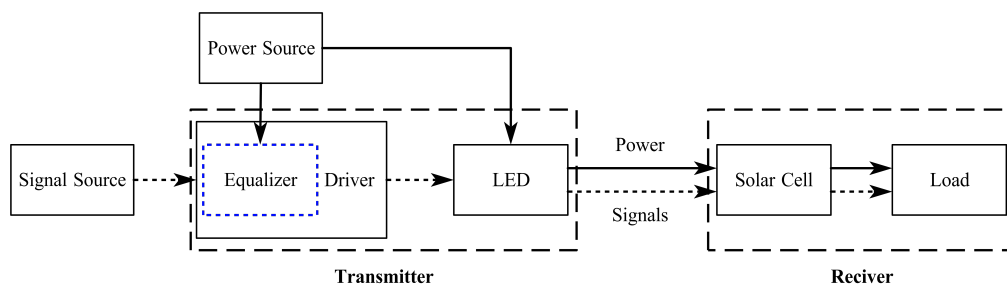 Power Source
Signal Source
Equalizer
Driver
LED
Power
Signals
Solar Cell
Load
Transmitter
Reciver